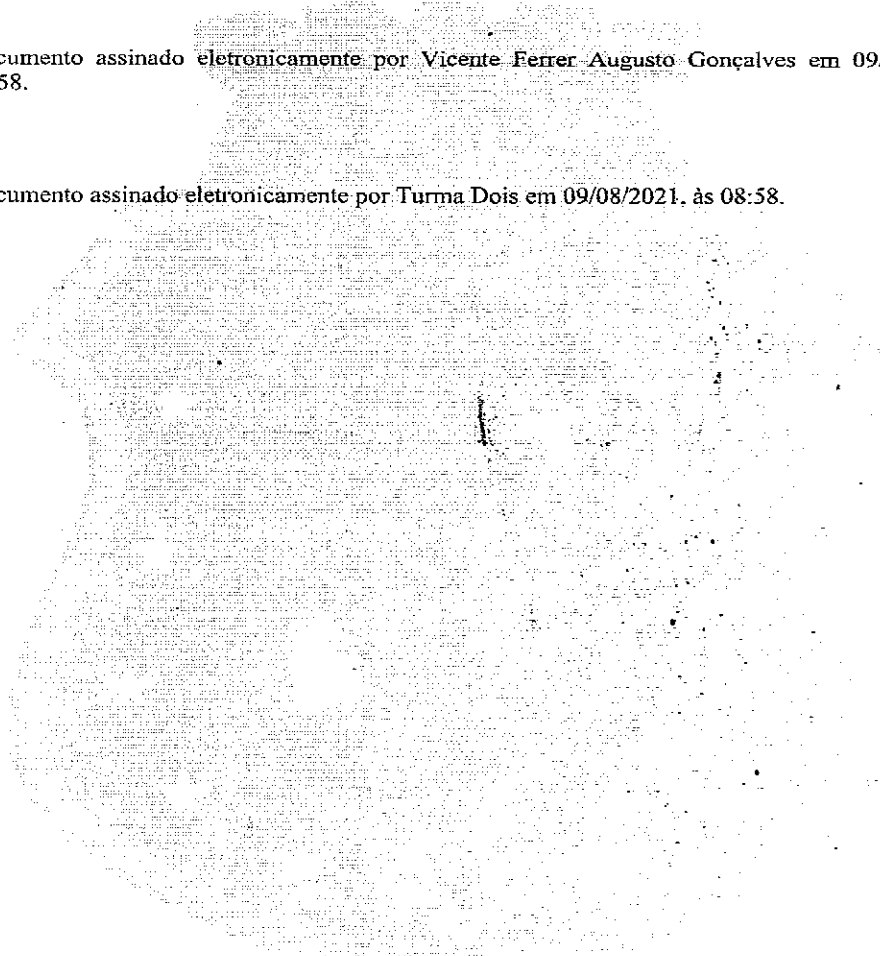 cumento assinado eletronicamente por Vicente Ferrer Augusto Gonçalves em 09
58.
cumento assinado eletronicamente por Turma Dois em 09/08/2021, às 08:58.